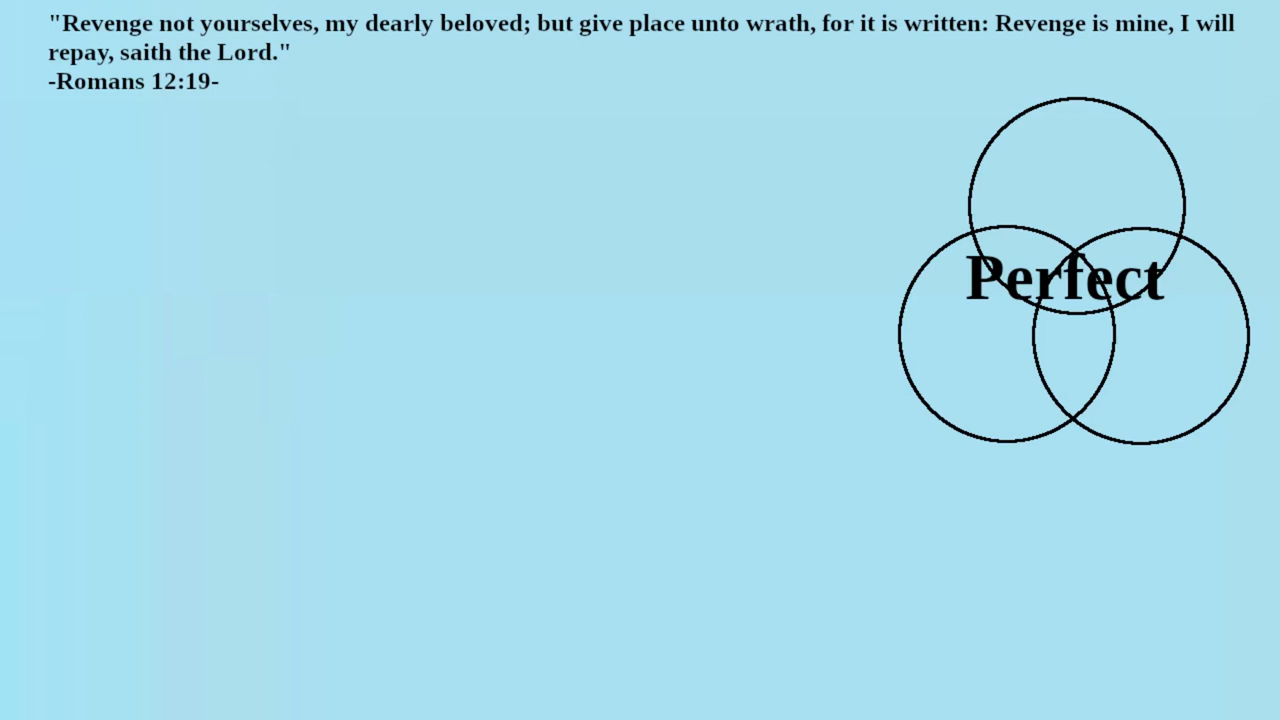 "Revenge not yourselves, my dearly beloved; but give place unto wrath, for it is written: Revenge is mine, I will
repay, saith the Lord."
-Romans 12:19-
Perfect